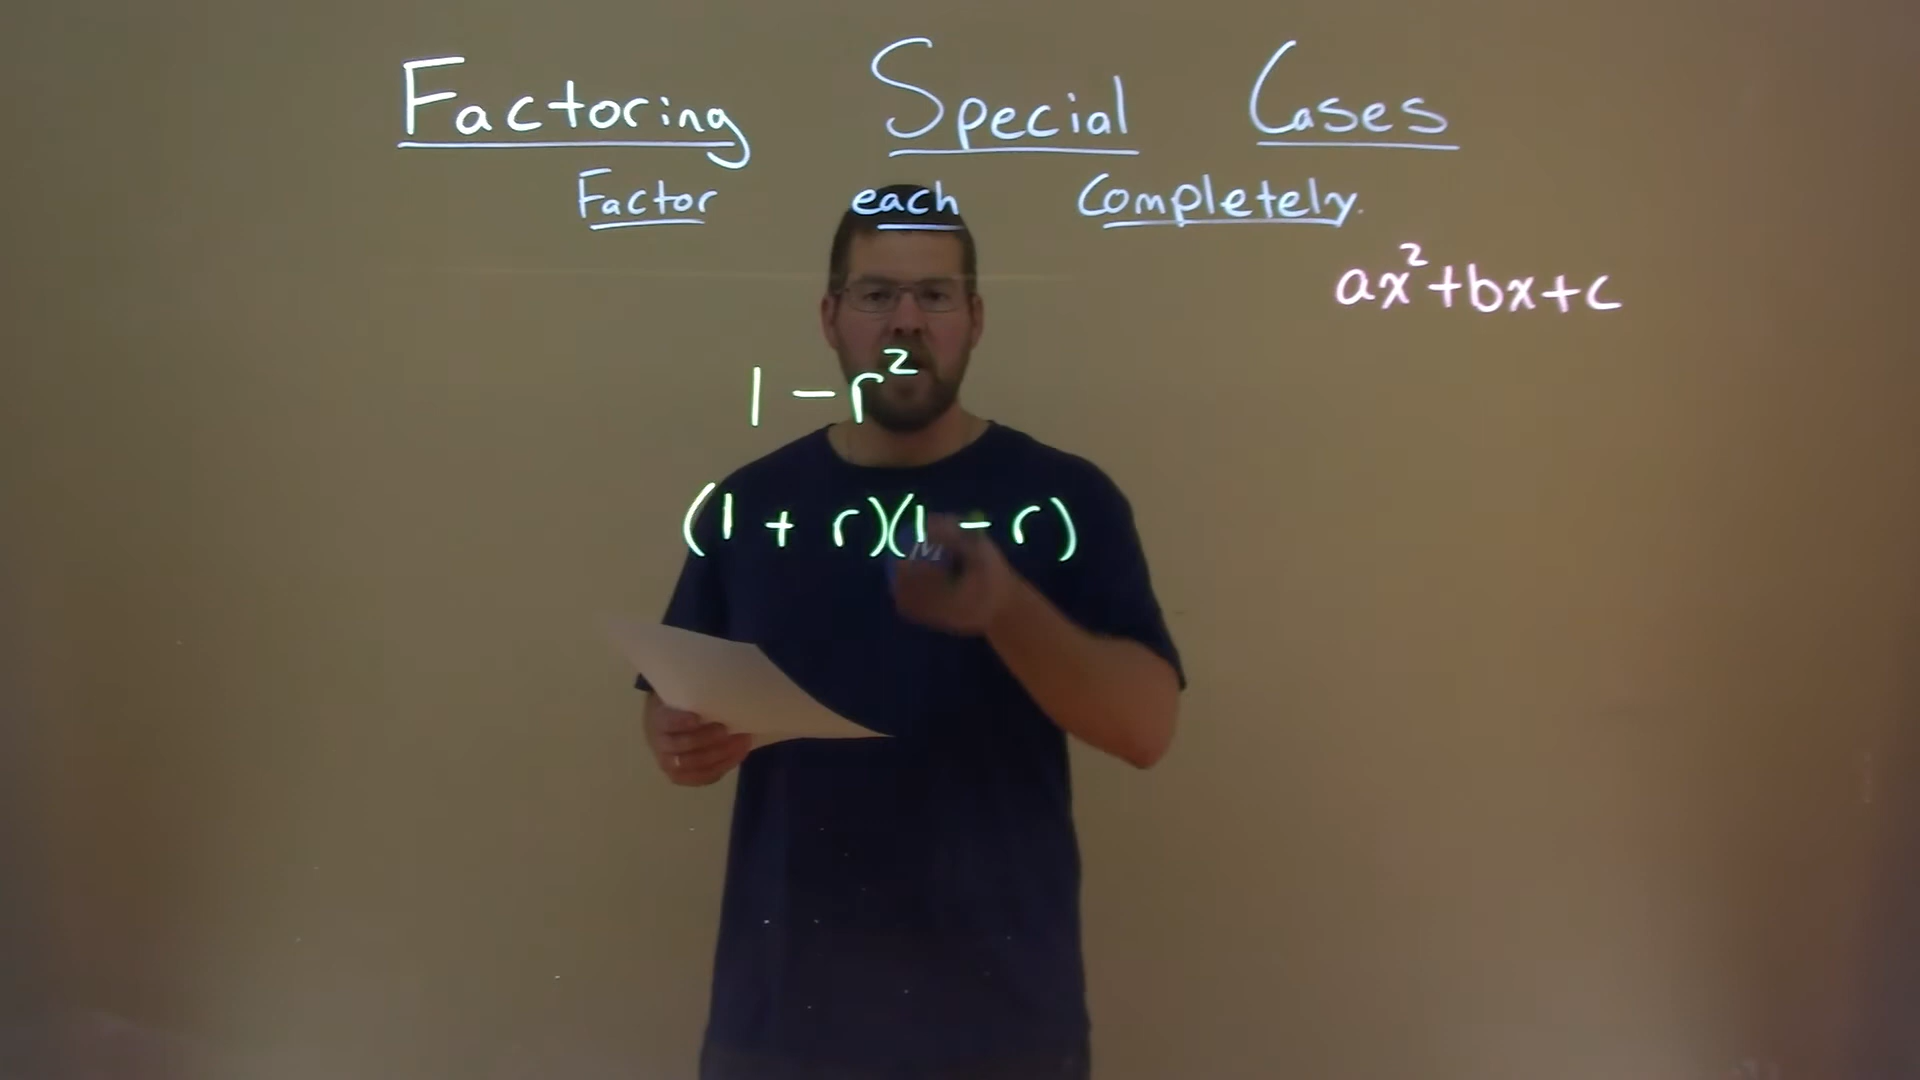 Factoring Special Cases
Factor each Completely.
ax²+bx+c
1 - r²
(1 + r)(1 - r)